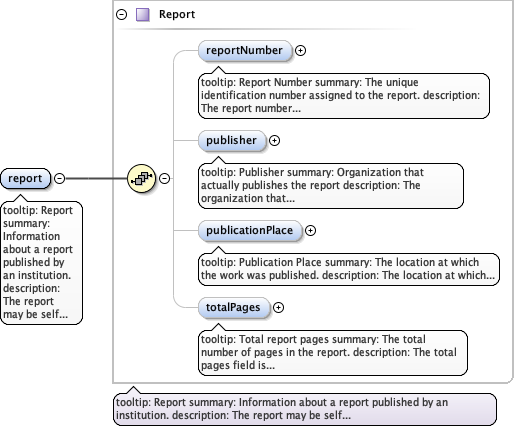 Report
reportNumber
tooltip: Report Number summary: The unique
identification number assigned to the report. description:
The report number...
publisher
tooltip: Publisher summary: Organization that
actually publishes the report description: The
organization that...
report
tooltip: Report
summary:
Information
about a report
published by
an institution.
description:
The report
may be self...
publicationPlace
tooltip: Publication Place summary: The location at which
the work was published. description: The location at which...
totalPages
tooltip: Total report pages summary: The total
number of pages in the report. description: The total
pages field is...
tooltip: Report summary: Information about a report published by an
institution. description: The report may be self...